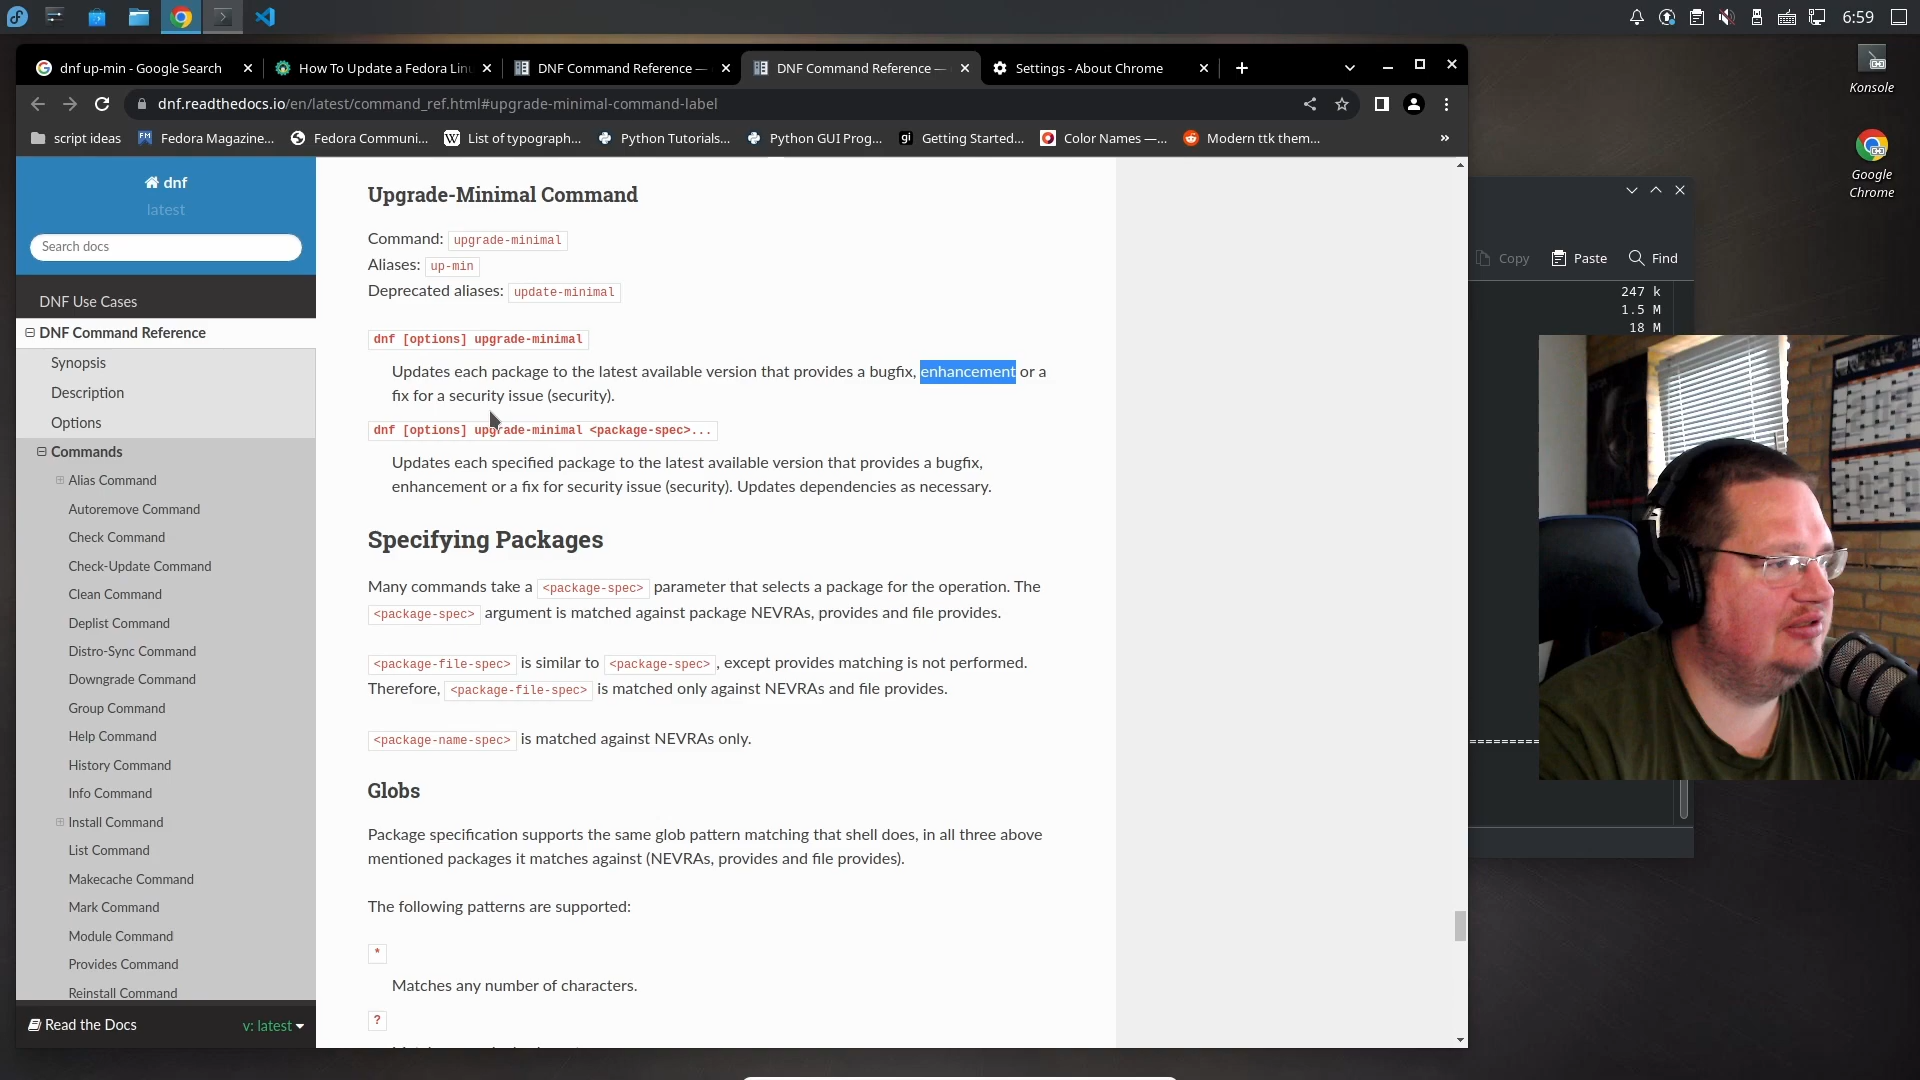 6:59
dnf up-min - Google Search
How To Update a Fedora Lin
DNF Command Reference —
DNF Command Reference —
Settings - About Chrome
dnf.readthedocs.io/en/latest/command_ref.html#upgrade-minimal-command-label
script ideas
Fedora Magazine...
Fedora Communi...
List of typograph...
Python Tutorials...
Python GUI Prog...
Getting Started...
Color Names —...
Modern ttk them...
»
Konsole
Google
Chrome
dnf
latest
Search docs
DNF Use Cases
DNF Command Reference
Synopsis
Description
Options
Commands
Alias Command
Autoremove Command
Check Command
Check-Update Command
Clean Command
Deplist Command
Distro-Sync Command
Downgrade Command
Group Command
Help Command
History Command
Info Command
Install Command
List Command
Makecache Command
Mark Command
Module Command
Provides Command
Reinstall Command
Read the Docs
v: latest
Upgrade-Minimal Command
Command: upgrade-minimal
Aliases: up-min
Deprecated aliases: update-minimal
dnf [options] upgrade-minimal
Updates each package to the latest available version that provides a bugfix, enhancement or a
fix for a security issue (security).
dnf [options] upgrade-minimal <package-spec>...
Updates each specified package to the latest available version that provides a bugfix,
enhancement or a fix for security issue (security). Updates dependencies as necessary.
Specifying Packages
Many commands take a <package-spec> parameter that selects a package for the operation. The
<package-spec> argument is matched against package NEVRAs, provides and file provides.
<package-file-spec> is similar to <package-spec>, except provides matching is not performed.
Therefore, <package-file-spec> is matched only against NEVRAs and file provides.
<package-name-spec> is matched against NEVRAs only.
Globs
Package specification supports the same glob pattern matching that shell does, in all three above
mentioned packages it matches against (NEVRAs, provides and file provides).
The following patterns are supported:
*
Matches any number of characters.
?
Copy
Paste
Find
247 k
1.5 M
18 M
=========